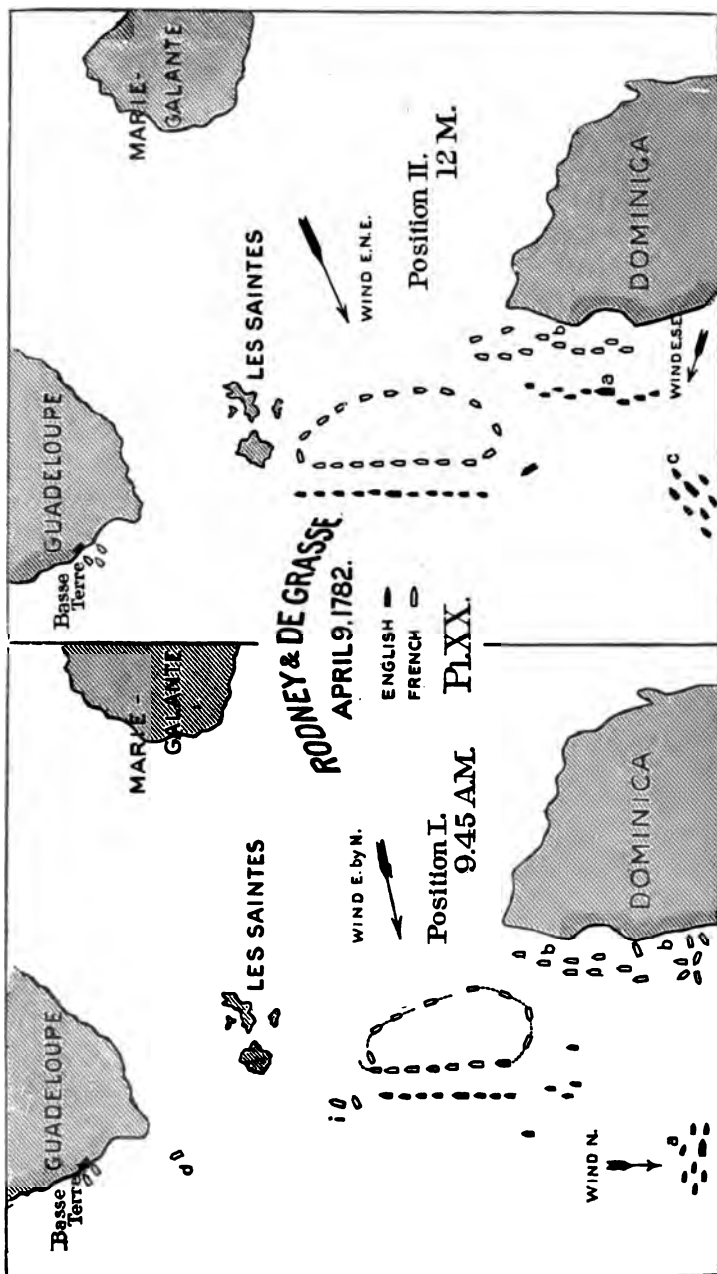 GUADELOUPE
Basse
Terre
d
MARIE-
GALANTE
LES SAINTES
i
WIND E. by N.
Position I.
9.45 A.M.
WIND N.
a
b
b
DOMINICA
RODNEY & DE GRASSE
APRIL 9, 1782.
ENGLISH
FRENCH
Pl.XX.
GUADELOUPE
Basse
Terre
MARIE-
GALANTE
LES SAINTES
WIND E.N.E.
Position II.
12 M.
b
a
WIND E.S.E.
c
DOMINICA